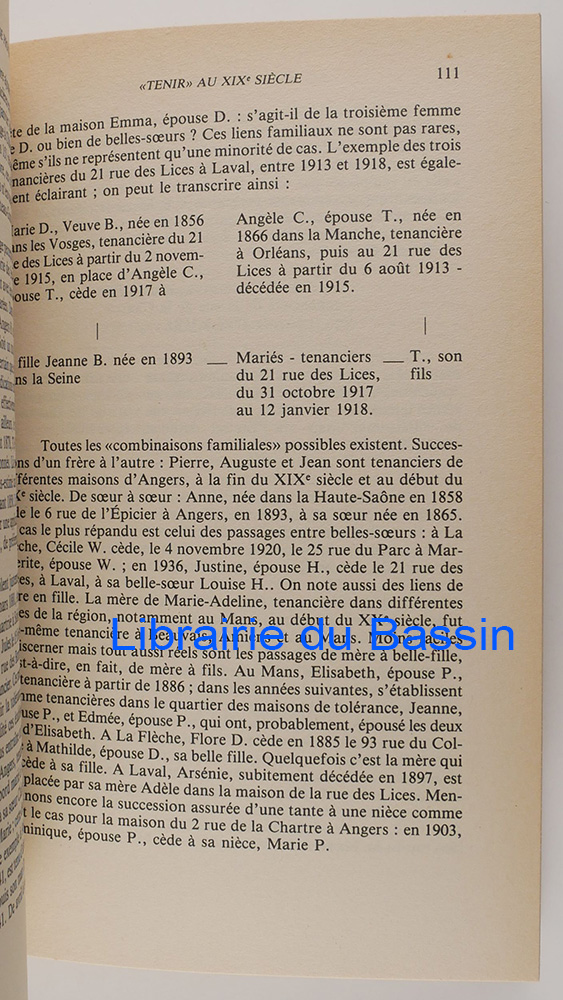 «TENIR» AU XIXe SIÈCLE 111
te de la maison Emma, épouse D. : s'agit-il de la troisième femme
e D. ou bien de belles-sœurs ? Ces liens familiaux ne sont pas rares,
ême s'ils ne représentent qu'une minorité de cas. L'exemple des trois
nancières du 21 rue des Lices à Laval, entre 1913 et 1918, est égale-
ent éclairant ; on peut le transcrire ainsi :
arie D., Veuve B., née en 1856
ns les Vosges, tenancière du 21
e des Lices à partir du 2 novem-
e 1915, en place d'Angèle C.,
ouse T., cède en 1917 à
Angèle C., épouse T., née en
1866 dans la Manche, tenancière
à Orléans, puis au 21 rue des
Lices à partir du 6 août 1913 -
décédée en 1915.
fille Jeanne B. née en 1893
ns la Seine
— Mariés - tenanciers —
du 21 rue des Lices,
du 31 octobre 1917
au 12 janvier 1918.
T., son
fils
Toutes les «combinaisons familiales» possibles existent. Succes-
ns d'un frère à l'autre : Pierre, Auguste et Jean sont tenanciers de
fférentes maisons d'Angers, à la fin du XIXe siècle et au début du
Xe siècle. De sœur à sœur : Anne, née dans la Haute-Saône en 1858
de le 6 rue de l'Épicier à Angers, en 1893, à sa sœur née en 1865.
cas le plus répandu est celui des passages entre belles-sœurs : à La
che, Cécile W. cède, le 4 novembre 1920, le 25 rue du Parc à Mar-
erite, épouse W. ; en 1936, Justine, épouse H., cède le 21 rue des
es, à Laval, à sa belle-sœur Louise H.. On note aussi des liens de
re en fille. La mère de Marie-Adeline, tenancière dans différentes
es de la région, notamment au Mans, au début du XXe siècle, fut
-même tenancière à Beauvais, Amiens et au Mans. Moins faciles
iscerner mais tout aussi réels sont les passages de mère à belle-fille,
st-à-dire, en fait, de mère à fils. Au Mans, Elisabeth, épouse P.,
tenancière à partir de 1886 ; dans les années suivantes, s'établissent
me tenancières dans le quartier des maisons de tolérance, Jeanne,
use P., et Edmée, épouse P., qui ont, probablement, épousé les deux
d'Elisabeth. A La Flèche, Flore D. cède en 1885 le 93 rue du Col-
à Mathilde, épouse D., sa belle fille. Quelquefois c'est la mère qui
cède à sa fille. A Laval, Arsénie, subitement décédée en 1897, est
placée par sa mère Adèle dans la maison de la rue des Lices. Men-
nons encore la succession assurée d'une tante à une nièce comme
t le cas pour la maison du 2 rue de la Chartre à Angers : en 1903,
ninique, épouse P., cède à sa nièce, Marie P.
Librairie du Bassin